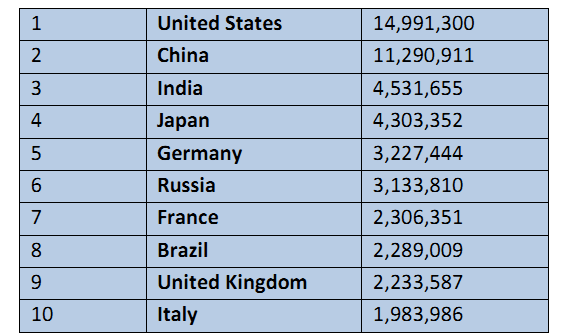 1 United States 14,991,300
2 China 11,290,911
3 India 4,531,655
4 Japan 4,303,352
5 Germany 3,227,444
6 Russia 3,133,810
7 France 2,306,351
8 Brazil 2,289,009
9 United Kingdom 2,233,587
10 Italy 1,983,986